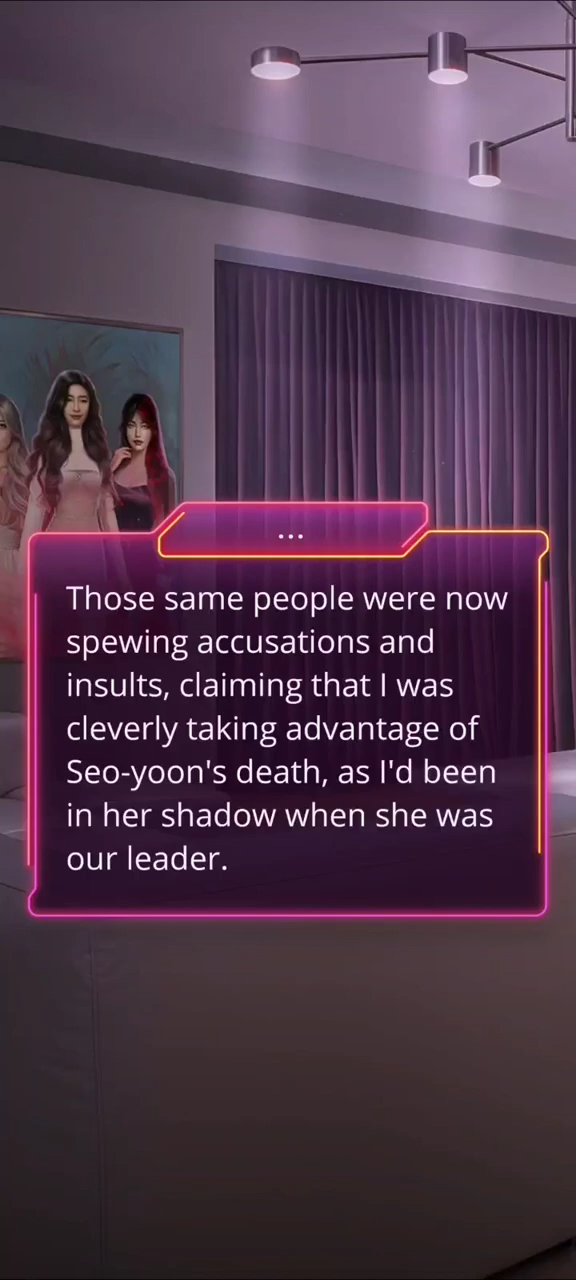 ...
Those same people were now
spewing accusations and
insults, claiming that I was
cleverly taking advantage of
Seo-yoon's death, as I'd been
in her shadow when she was
our leader.